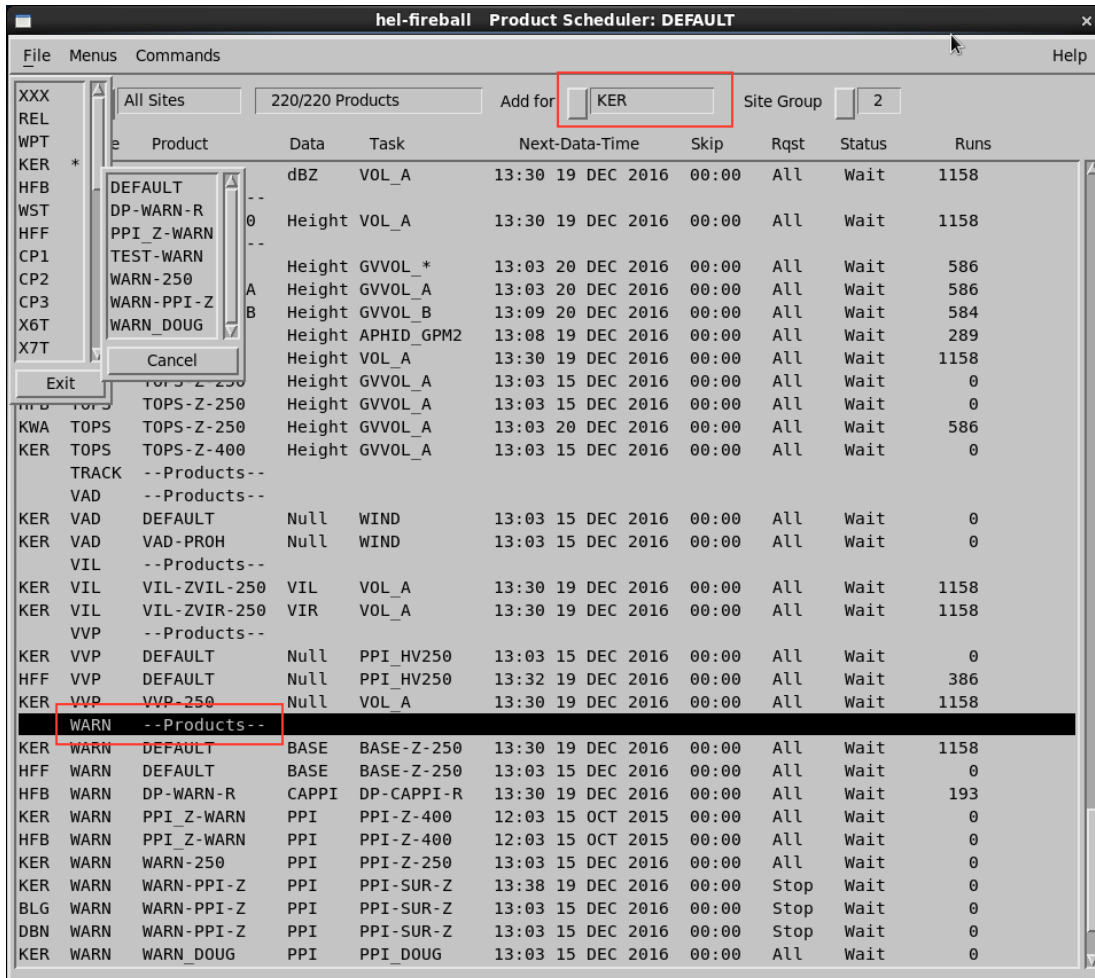 hel-fireball Product Scheduler: DEFAULT ×
File Menus Commands Help
All Sites 220/220 Products Add for KER Site Group 2
e Product Data Task Next-Data-Time Skip Rqst Status Runs
XXX
REL
WPT
KER *
HFB
WST
HFF
CP1
CP2
CP3
X6T
X7T
Exit
DEFAULT
DP-WARN-R
PPI_Z-WARN
TEST-WARN
WARN-250
WARN-PPI-Z
WARN_DOUG
Cancel
dBZ VOL_A 13:30 19 DEC 2016 00:00 All Wait 1158
--
0 Height VOL_A 13:30 19 DEC 2016 00:00 All Wait 1158
--
Height GVVOL_* 13:03 20 DEC 2016 00:00 All Wait 586
A Height GVVOL_A 13:03 20 DEC 2016 00:00 All Wait 586
B Height GVVOL_B 13:09 20 DEC 2016 00:00 All Wait 584
Height APHID_GPM2 13:08 19 DEC 2016 00:00 All Wait 289
Height VOL_A 13:30 19 DEC 2016 00:00 All Wait 1158
TOPS-Z-250 Height GVVOL_A 13:03 15 DEC 2016 00:00 All Wait 0
HFB TOPS TOPS-Z-250 Height GVVOL_A 13:03 15 DEC 2016 00:00 All Wait 0
KWA TOPS TOPS-Z-250 Height GVVOL_A 13:03 20 DEC 2016 00:00 All Wait 586
KER TOPS TOPS-Z-400 Height GVVOL_A 13:03 15 DEC 2016 00:00 All Wait 0
TRACK --Products--
VAD --Products--
KER VAD DEFAULT Null WIND 13:03 15 DEC 2016 00:00 All Wait 0
KER VAD VAD-PROH Null WIND 13:03 15 DEC 2016 00:00 All Wait 0
VIL --Products--
KER VIL VIL-ZVIL-250 VIL VOL_A 13:30 19 DEC 2016 00:00 All Wait 1158
KER VIL VIL-ZVIR-250 VIR VOL_A 13:30 19 DEC 2016 00:00 All Wait 1158
VVP --Products--
KER VVP DEFAULT Null PPI_HV250 13:03 15 DEC 2016 00:00 All Wait 0
HFF VVP DEFAULT Null PPI_HV250 13:32 19 DEC 2016 00:00 All Wait 386
KER VVP VVP-250 Null VOL_A 13:30 19 DEC 2016 00:00 All Wait 1158
WARN --Products--
KER WARN DEFAULT BASE BASE-Z-250 13:30 19 DEC 2016 00:00 All Wait 1158
HFF WARN DEFAULT BASE BASE-Z-250 13:03 15 DEC 2016 00:00 All Wait 0
HFB WARN DP-WARN-R CAPPI DP-CAPPI-R 13:30 19 DEC 2016 00:00 All Wait 193
KER WARN PPI_Z-WARN PPI PPI-Z-400 12:03 15 OCT 2015 00:00 All Wait 0
HFB WARN PPI_Z-WARN PPI PPI-Z-400 12:03 15 OCT 2015 00:00 All Wait 0
KER WARN WARN-250 PPI PPI-Z-250 13:03 15 DEC 2016 00:00 All Wait 0
KER WARN WARN-PPI-Z PPI PPI-SUR-Z 13:38 19 DEC 2016 00:00 Stop Wait 0
BLG WARN WARN-PPI-Z PPI PPI-SUR-Z 13:03 15 DEC 2016 00:00 Stop Wait 0
DBN WARN WARN-PPI-Z PPI PPI-SUR-Z 13:03 15 DEC 2016 00:00 Stop Wait 0
KER WARN WARN_DOUG PPI PPI_DOUG 13:03 15 DEC 2016 00:00 All Wait 0